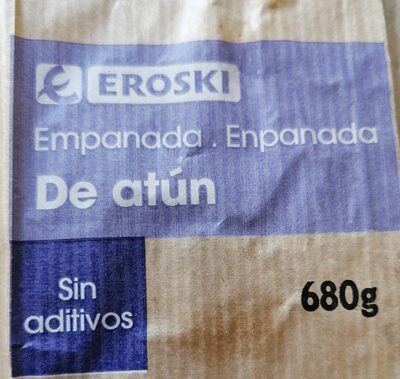 EROSKI
Empanada . Enpanada
De atún
Sin
aditivos
680g